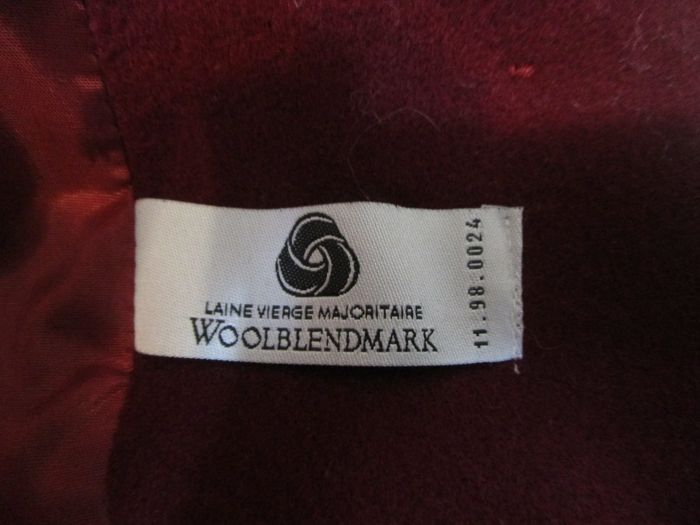 LAINE VIERGE MAJORITAIRE
WOOLBLENDMARK
11.98.0024